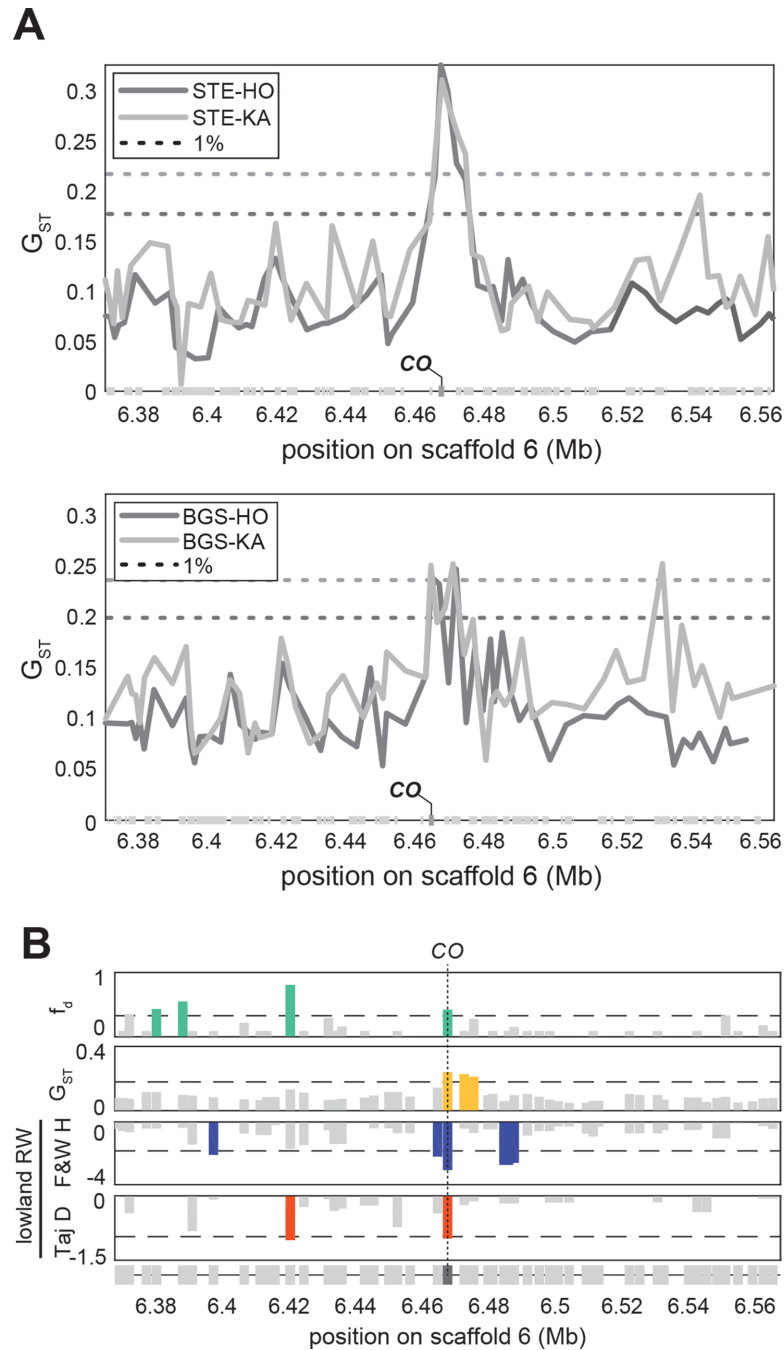 A
STE-HO
STE-KA
1%
0.3
0.25
0.2
0.15
0.1
0.05
0
GST
CO
6.38 6.4 6.42 6.44 6.46 6.48 6.5 6.52 6.54 6.56
position on scaffold 6 (Mb)
BGS-HO
BGS-KA
1%
0.3
0.25
0.2
0.15
0.1
0.05
0
GST
CO
6.38 6.4 6.42 6.44 6.46 6.48 6.5 6.52 6.54 6.56
position on scaffold 6 (Mb)
B
CO
1
fd
0
0.4
GST
0
lowland RW
0
F&W H
-4
0
Taj D
-1.5
6.38 6.4 6.42 6.44 6.46 6.48 6.5 6.52 6.54 6.56
position on scaffold 6 (Mb)